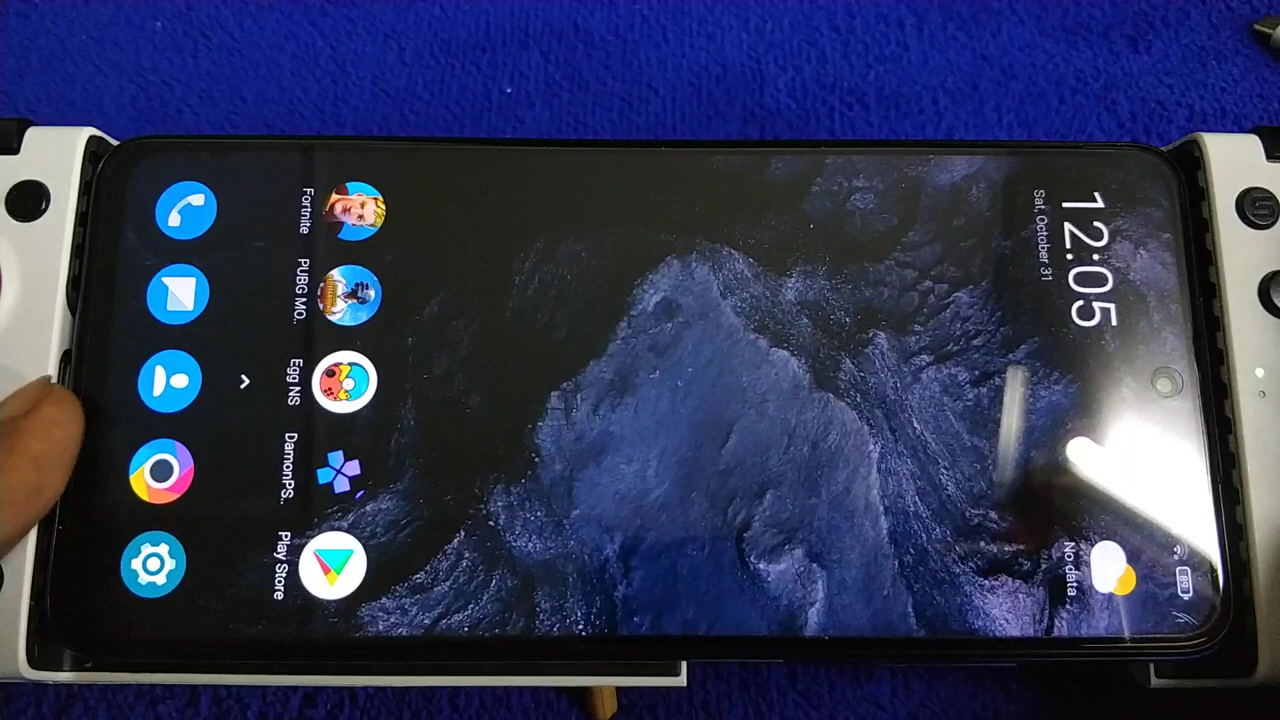 89
12:05
Sat, October 31
No data
Fortnite
PUBG MO..
Egg NS
DamonPS..
Play Store